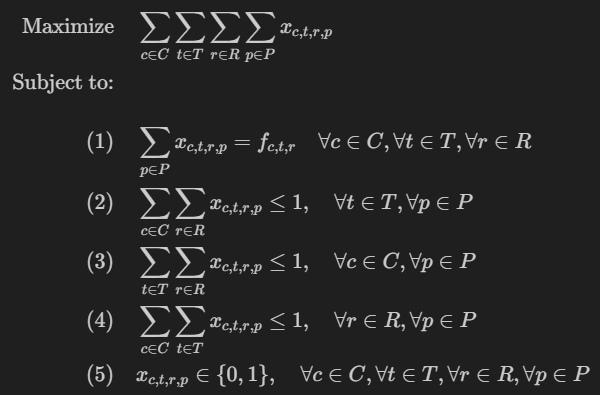 Maximize ∑_{c∈C} ∑_{t∈T} ∑_{r∈R} ∑_{p∈P} x_{c,t,r,p}
Subject to:
(1) ∑_{p∈P} x_{c,t,r,p} = f_{c,t,r} ∀c ∈ C, ∀t ∈ T, ∀r ∈ R
(2) ∑_{c∈C} ∑_{r∈R} x_{c,t,r,p} ≤ 1, ∀t ∈ T, ∀p ∈ P
(3) ∑_{t∈T} ∑_{r∈R} x_{c,t,r,p} ≤ 1, ∀c ∈ C, ∀p ∈ P
(4) ∑_{c∈C} ∑_{t∈T} x_{c,t,r,p} ≤ 1, ∀r ∈ R, ∀p ∈ P
(5) x_{c,t,r,p} ∈ {0, 1}, ∀c ∈ C, ∀t ∈ T, ∀r ∈ R, ∀p ∈ P